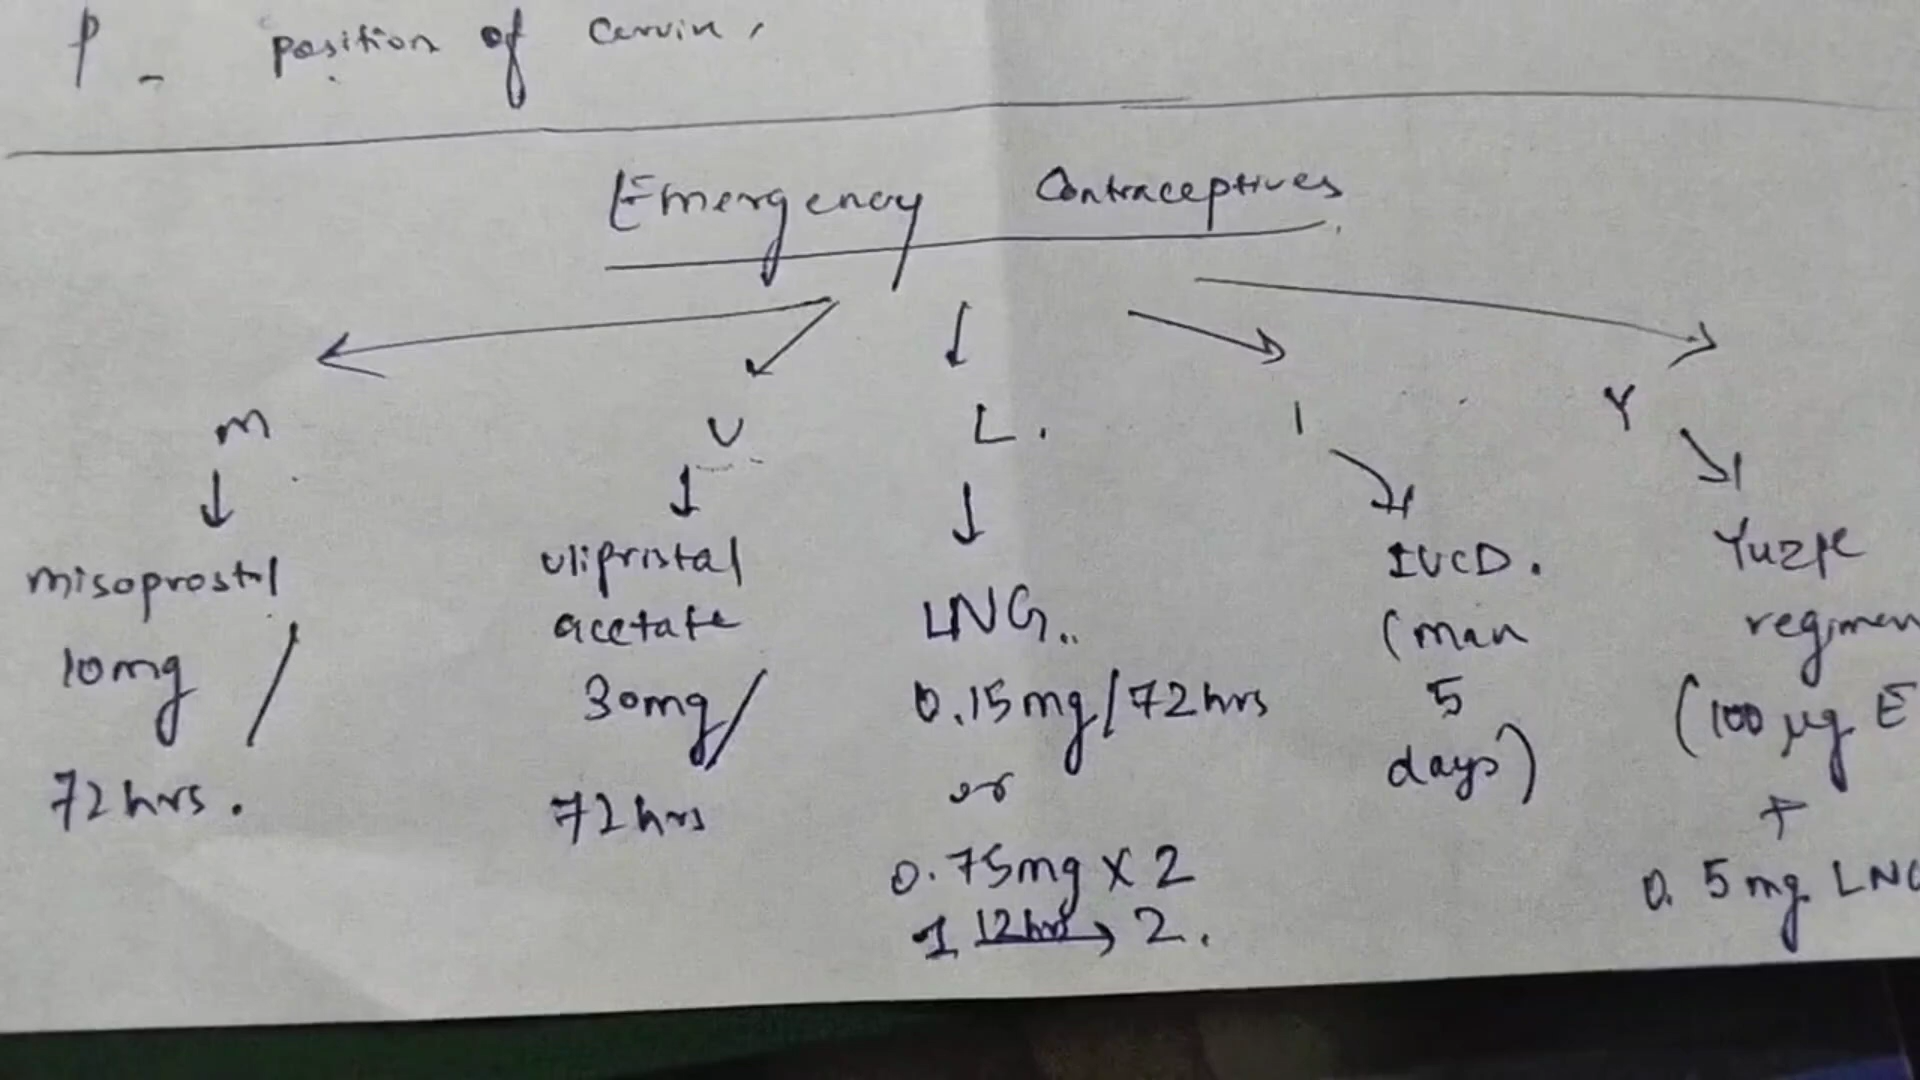 P - position of cervix,
Emergency Contraceptives
M U L. I Y
misoprostol
10mg /
72 hrs.
ulipristal
acetate
30mg/
72 hrs
LNG..
0.15mg/72hrs
or
0.75mg X 2
1 12hrs 2.
IUCD.
(max
5
days)
Yuzpe
regimen
(100 µg E
+
0. 5 mg LNG